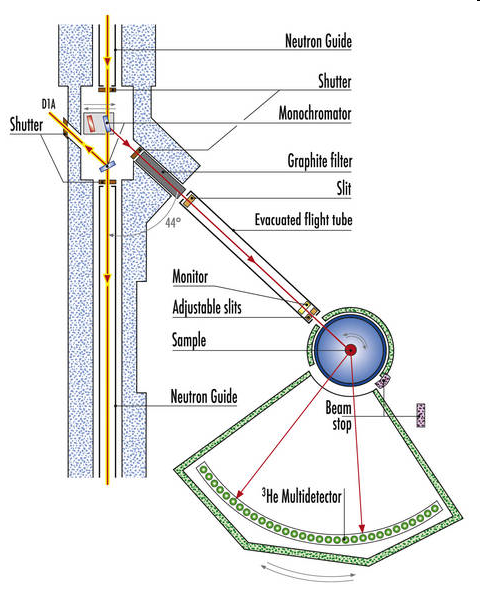 Neutron Guide
Shutter
D1A
Monochromator
Shutter
Graphite filter
Slit
44°
Evacuated flight tube
Monitor
Adjustable slits
Sample
Neutron Guide
Beam
stop
³He Multidetector